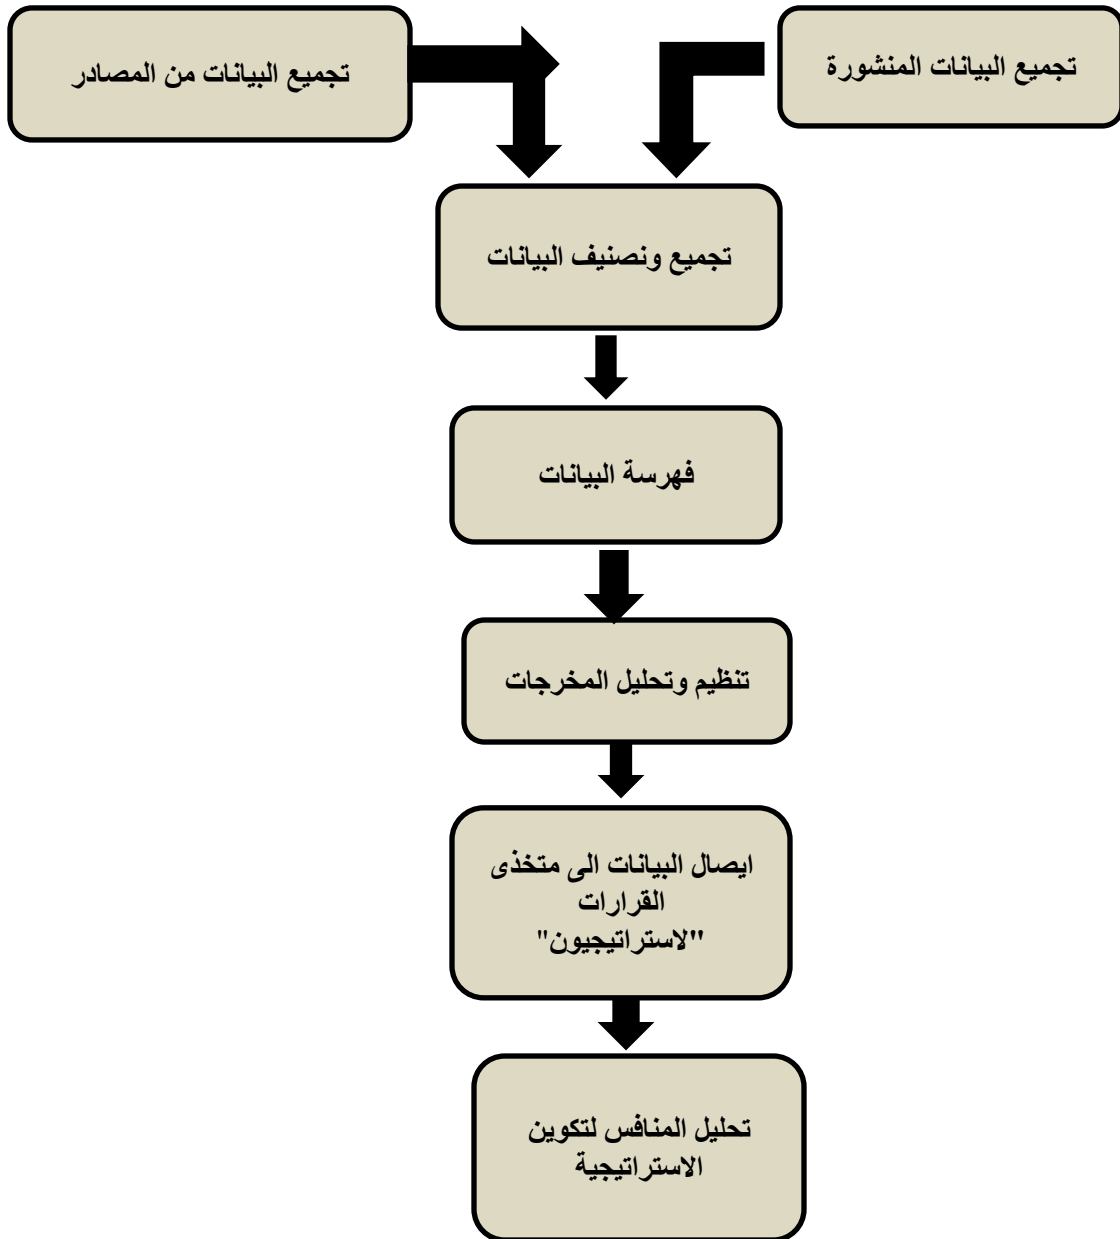 تجميع البيانات المنشورة
تجميع البيانات من المصادر
تجميع ونصنيف البيانات
فهرسة البيانات
تنظيم وتحليل المخرجات
ايصال البيانات الى متخذى
القرارات
"لاستراتيجيون"
تحليل المنافس لتكوين
الاستراتيجية